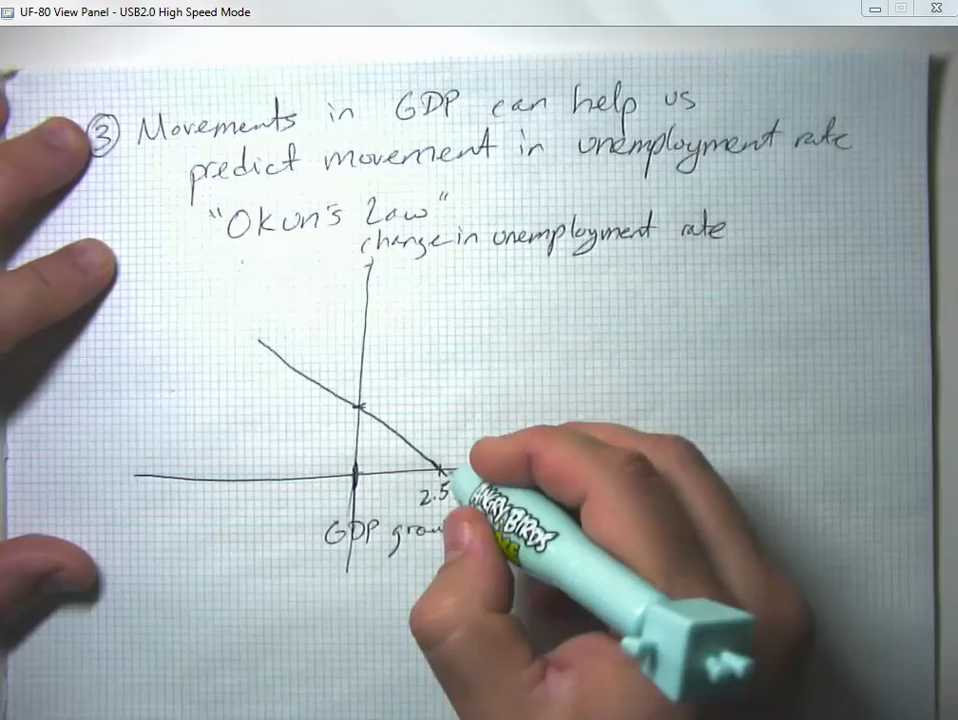 UF-80 View Panel - USB2.0 High Speed Mode
③ Movements in GDP can help us
predict movement in unemployment rate
"Okun's Law"
change in unemployment rate
2.5
GDP grow
ANGRY BIRDS